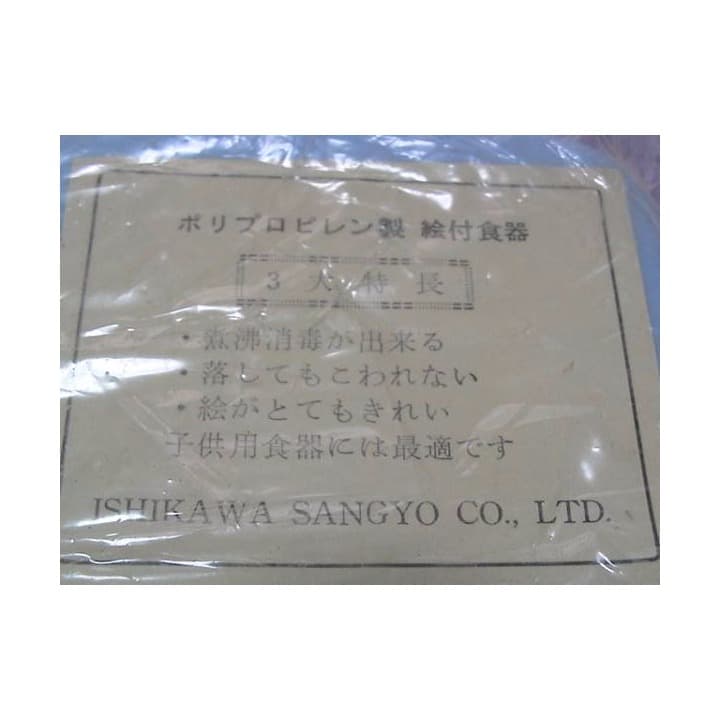 ポリプロピレン製 絵付食器
3大特長
・煮沸消毒が出来る
・落してもこわれない
・絵がとてもきれい
子供用食器には最適です
ISHIKAWA SANGYO CO., LTD.